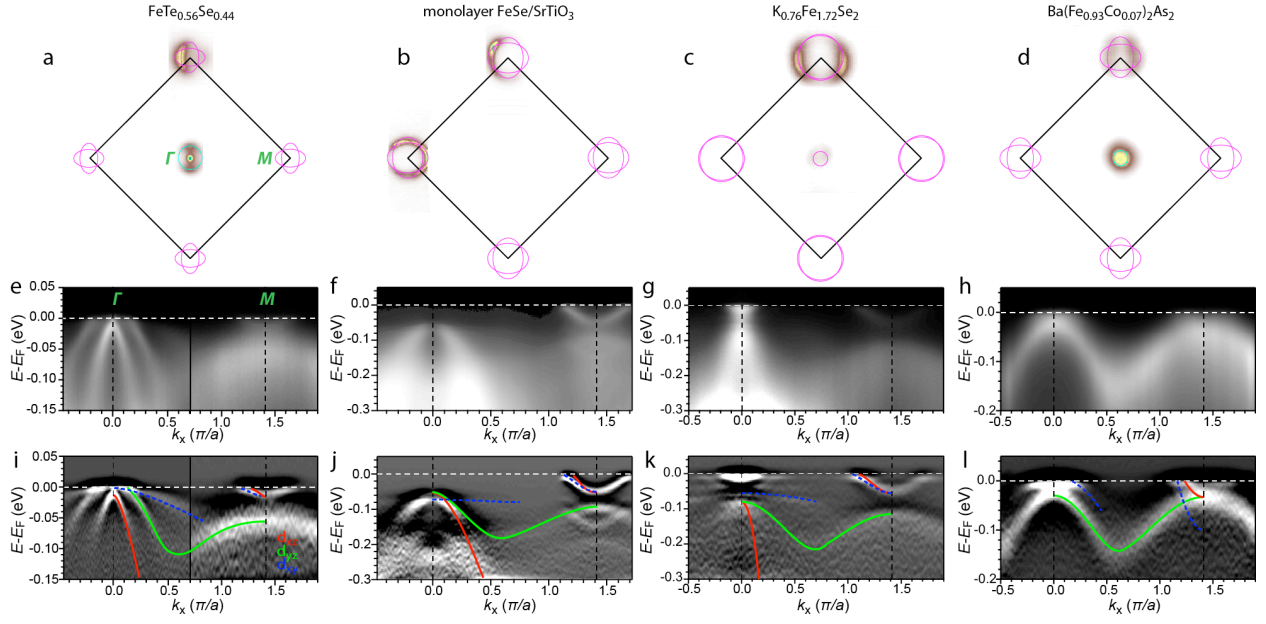 FeTe0.56Se0.44 monolayer FeSe/SrTiO3 K0.76Fe1.72Se2 Ba(Fe0.93Co0.07)2As2
a b c d
Γ M
e f g h
Γ M
0.05 0.00 -0.05 -0.10 -0.15
E-EF (eV)
0.0 0.5 1.0 1.5
kx (π/a)
0.0 -0.1 -0.2 -0.3
E-EF (eV)
0.0 0.5 1.0 1.5
kx (π/a)
0.0 -0.1 -0.2 -0.3
E-EF (eV)
-0.5 0.0 0.5 1.0 1.5
kx (π/a)
0.0 -0.1 -0.2
E-EF (eV)
-0.5 0.0 0.5 1.0 1.5
kx (π/a)
i j k l
0.05 0.00 -0.05 -0.10 -0.15
E-EF (eV)
dxz
dyz
dxy
0.0 0.5 1.0 1.5
kx (π/a)
0.0 -0.1 -0.2 -0.3
E-EF (eV)
0.0 0.5 1.0 1.5
kx (π/a)
0.0 -0.1 -0.2 -0.3
E-EF (eV)
-0.5 0.0 0.5 1.0 1.5
kx (π/a)
0.0 -0.1 -0.2
E-EF (eV)
-0.5 0.0 0.5 1.0 1.5
kx (π/a)